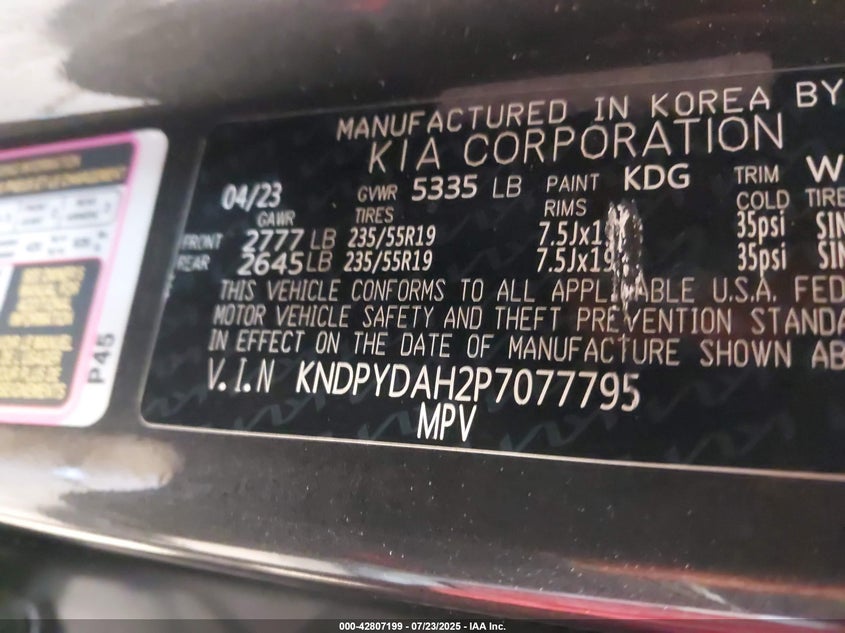 MANUFACTURED IN KOREA BY
KIA CORPORATION
04/23 GVWR 5335 LB PAINT KDG TRIM W
GAWR TIRES RIMS COLD TIRE
FRONT 2777 LB 235/55R19 7.5Jx1 35psi SIN
REAR 2645 LB 235/55R19 7.5Jx19 35psi SIN
THIS VEHICLE CONFORMS TO ALL APPLICABLE U.S.A. FED
MOTOR VEHICLE SAFETY AND THEFT PREVENTION STANDA
IN EFFECT ON THE DATE OF MANUFACTURE SHOWN AB
V.I.N KNDPYDAH2P7077795
MPV
P45
000-42807199 - 07/23/2025 - IAA Inc.